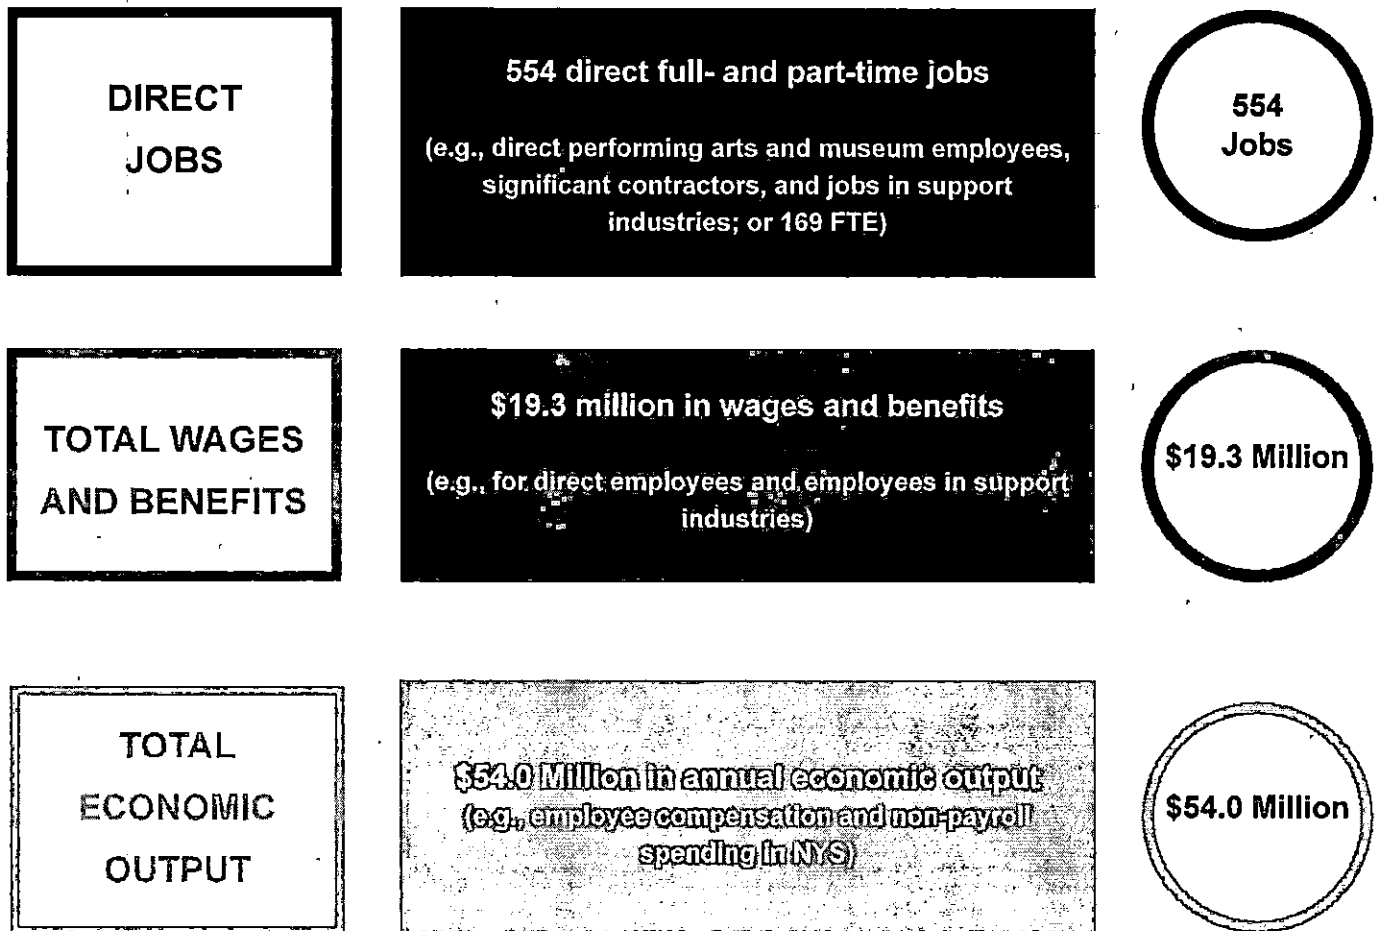 DIRECT
JOBS
554 direct full- and part-time jobs
(e.g., direct performing arts and museum employees,
significant contractors, and jobs in support
industries; or 169 FTE)
554
Jobs
TOTAL WAGES
AND BENEFITS
$19.3 million in wages and benefits
(e.g., for direct employees and employees in support
industries)
$19.3 Million
TOTAL
ECONOMIC
OUTPUT
$54.0 Million in annual economic output
(e.g., employee compensation and non-payroll
spending in NYS)
$54.0 Million